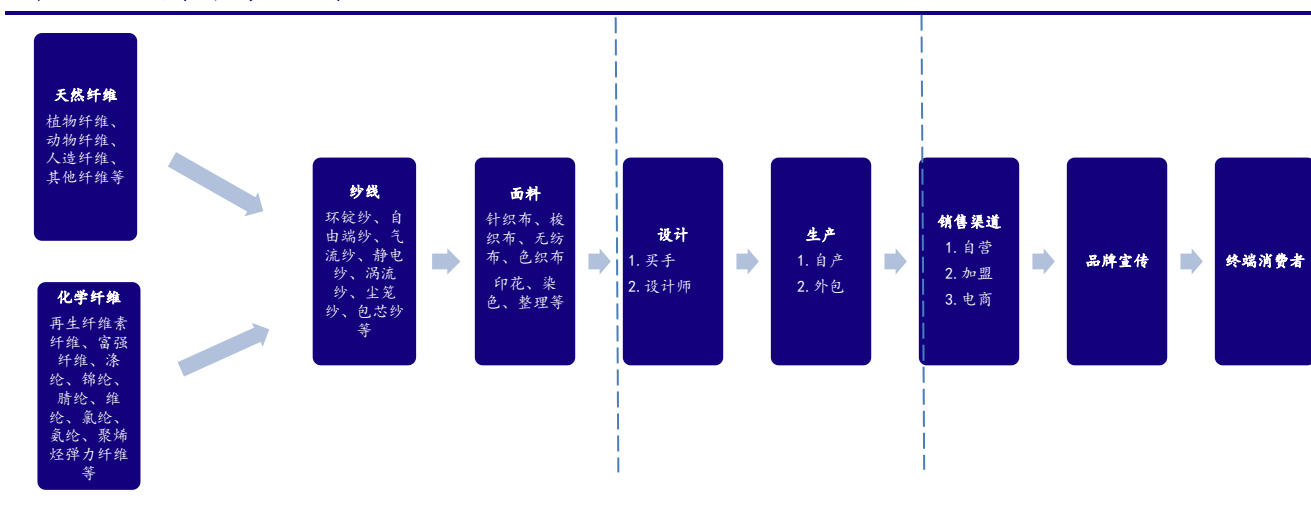 天然纤维
植物纤维、
动物纤维、
人造纤维、
其他纤维等
化学纤维
再生纤维素
纤维、富强
纤维、涤
纶、锦纶、
腈纶、维
纶、氯纶、
氨纶、聚烯
烃弹力纤维
等
纱线
环锭纱、自
由端纱、气
流纱、静电
纱、涡流
纱、尘笼
纱、包芯纱
等
面料
针织布、梭
织布、无纺
布、色织布
印花、染
色、整理等
设计
1. 买手
2. 设计师
生产
1. 自产
2. 外包
销售渠道
1. 自营
2. 加盟
3. 电商
品牌宣传
终端消费者